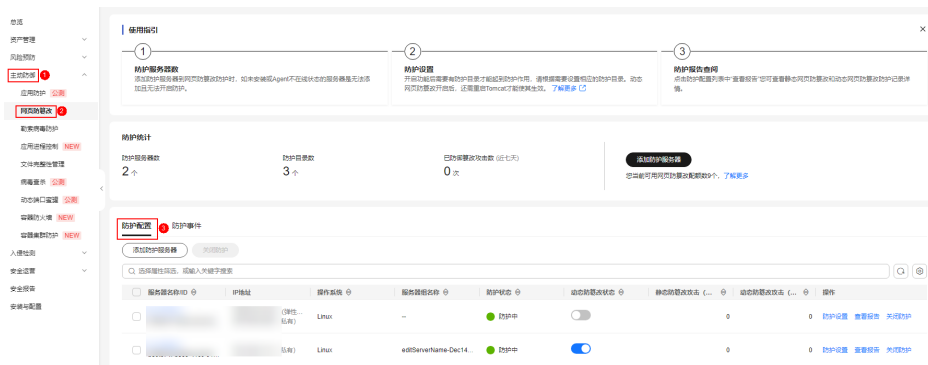 总览
资产管理
风险预防
主动防御 1
应用防护 公测
网页防篡改 2
勒索病毒防护
应用进程控制 NEW
文件完整性管理
病毒查杀 公测
动态端口蜜罐 公测
容器防火墙 NEW
容器集群防护 NEW
入侵检测
安全运营
安全报告
安装与配置
使用指引
1
防护服务器数
添加防护服务器到网页防篡改防护时，如未安装或Agent不在线状态的服务器是无法添
加且无法开启防护。
2
防护设置
开启功能后需要有防护目录才能起到防护作用，请根据需要设置相应的防护目录。动态
网页防篡改开启后，还需重启Tomcat才能使其生效。 了解更多
3
防护报告查阅
点击防护配置列表中“查看报告”您可查看静态网页防篡改和动态网页防篡改防护记录详
情。
防护统计
防护服务器数
2 个
防护目录数
3 个
已防御篡改攻击数 (近七天)
0 次
添加防护服务器
您当前可用网页防篡改配额数9个，了解更多
防护配置 3 防护事件
添加防护服务器 关闭防护
选择属性筛选，或输入关键字搜索
服务器名称/ID IP地址 操作系统 服务器组名称 防护状态 动态防篡改状态 静态防篡改攻击 (... 动态防篡改攻击 (... 操作
(弹性...
私有) Linux -- 防护中 0 0 防护设置 查看报告 关闭防护
私有) Linux editServerName-Dec14... 防护中 0 0 防护设置 查看报告 关闭防护